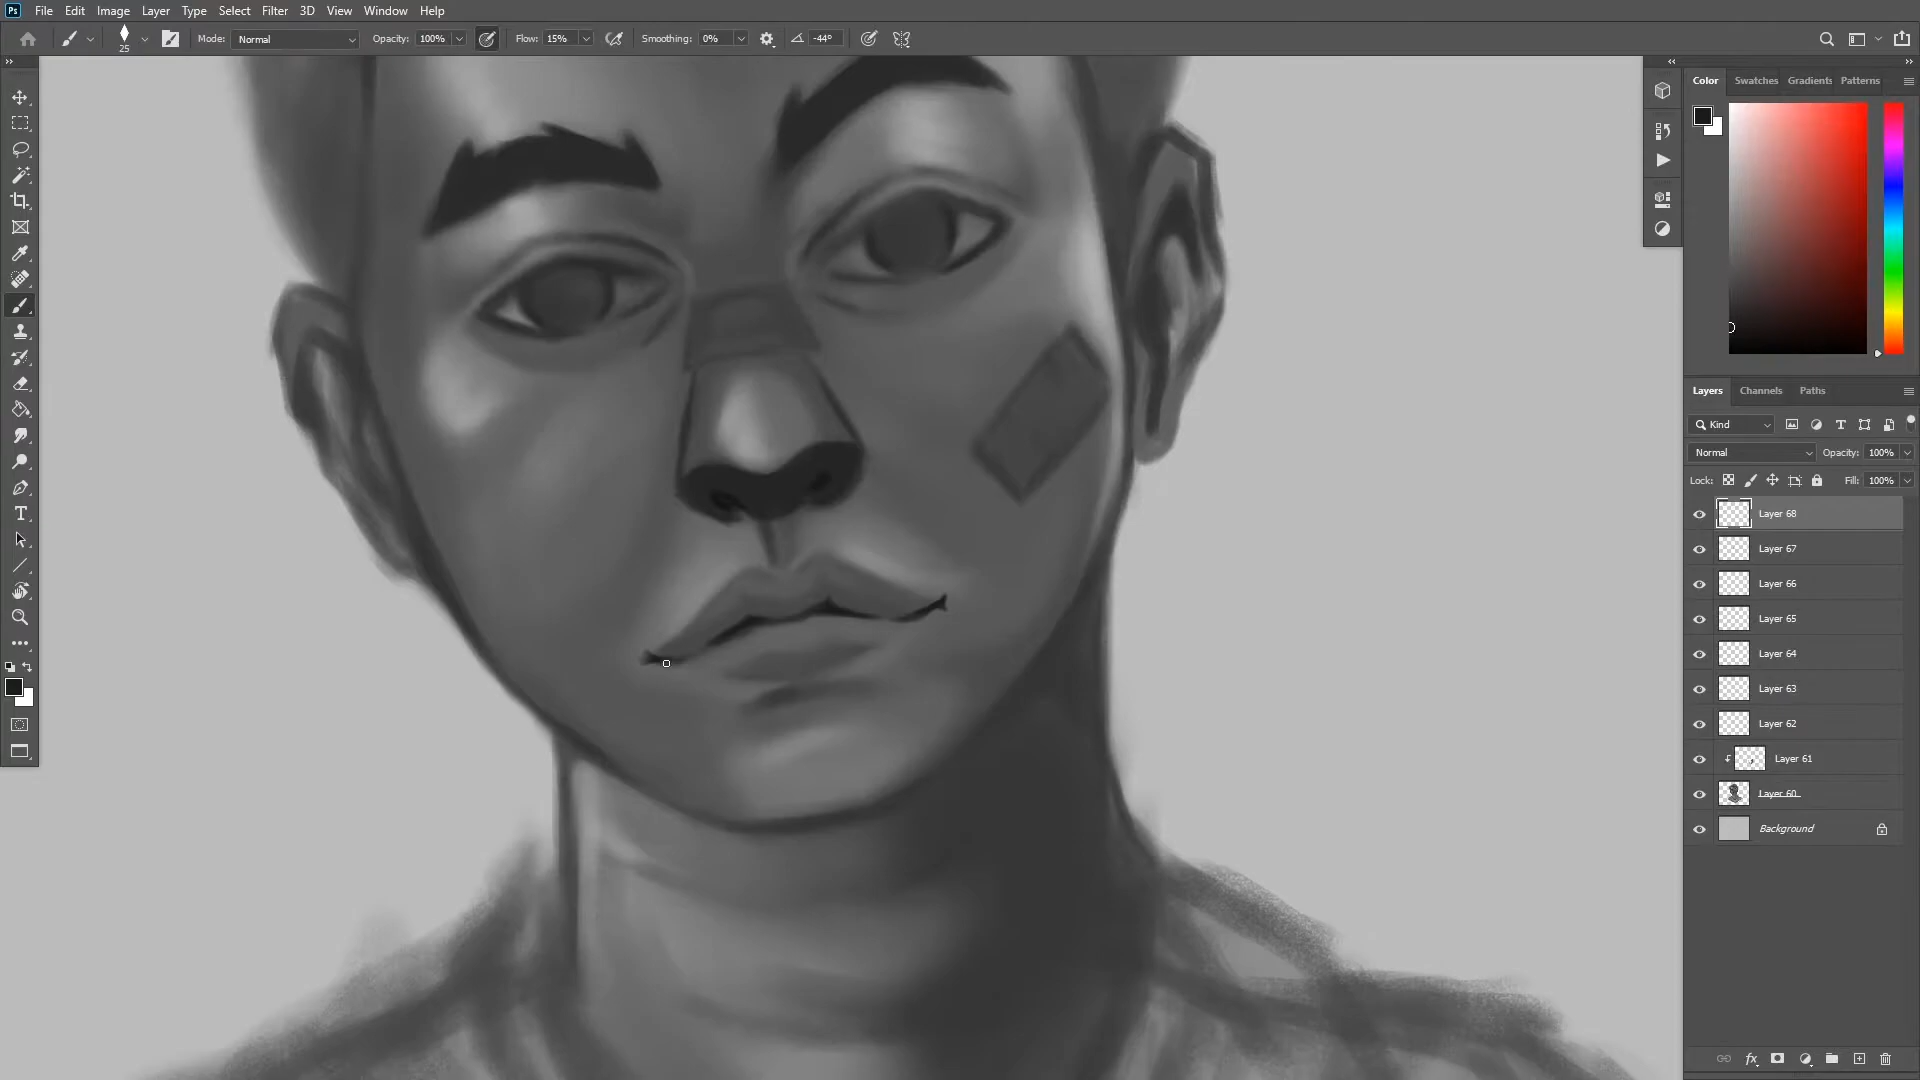 Ps File Edit Image Layer Type Select Filter 3D View Window Help
25 Mode: Normal Opacity: 100% Flow: 15% Smoothing: 0% -44°
Color Swatches Gradients Patterns
Layers Channels Paths
Kind
Normal Opacity: 100%
Lock: Fill: 100%
Layer 68
Layer 67
Layer 66
Layer 65
Layer 64
Layer 63
Layer 62
Layer 61
Layer 60
Background
fx